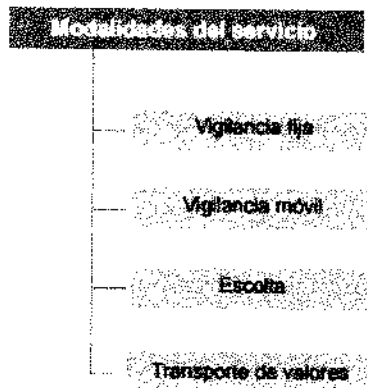 Modalidades del servicio
Vigilancia fija
Vigilancia móvil
Escolta
Transporte de valores